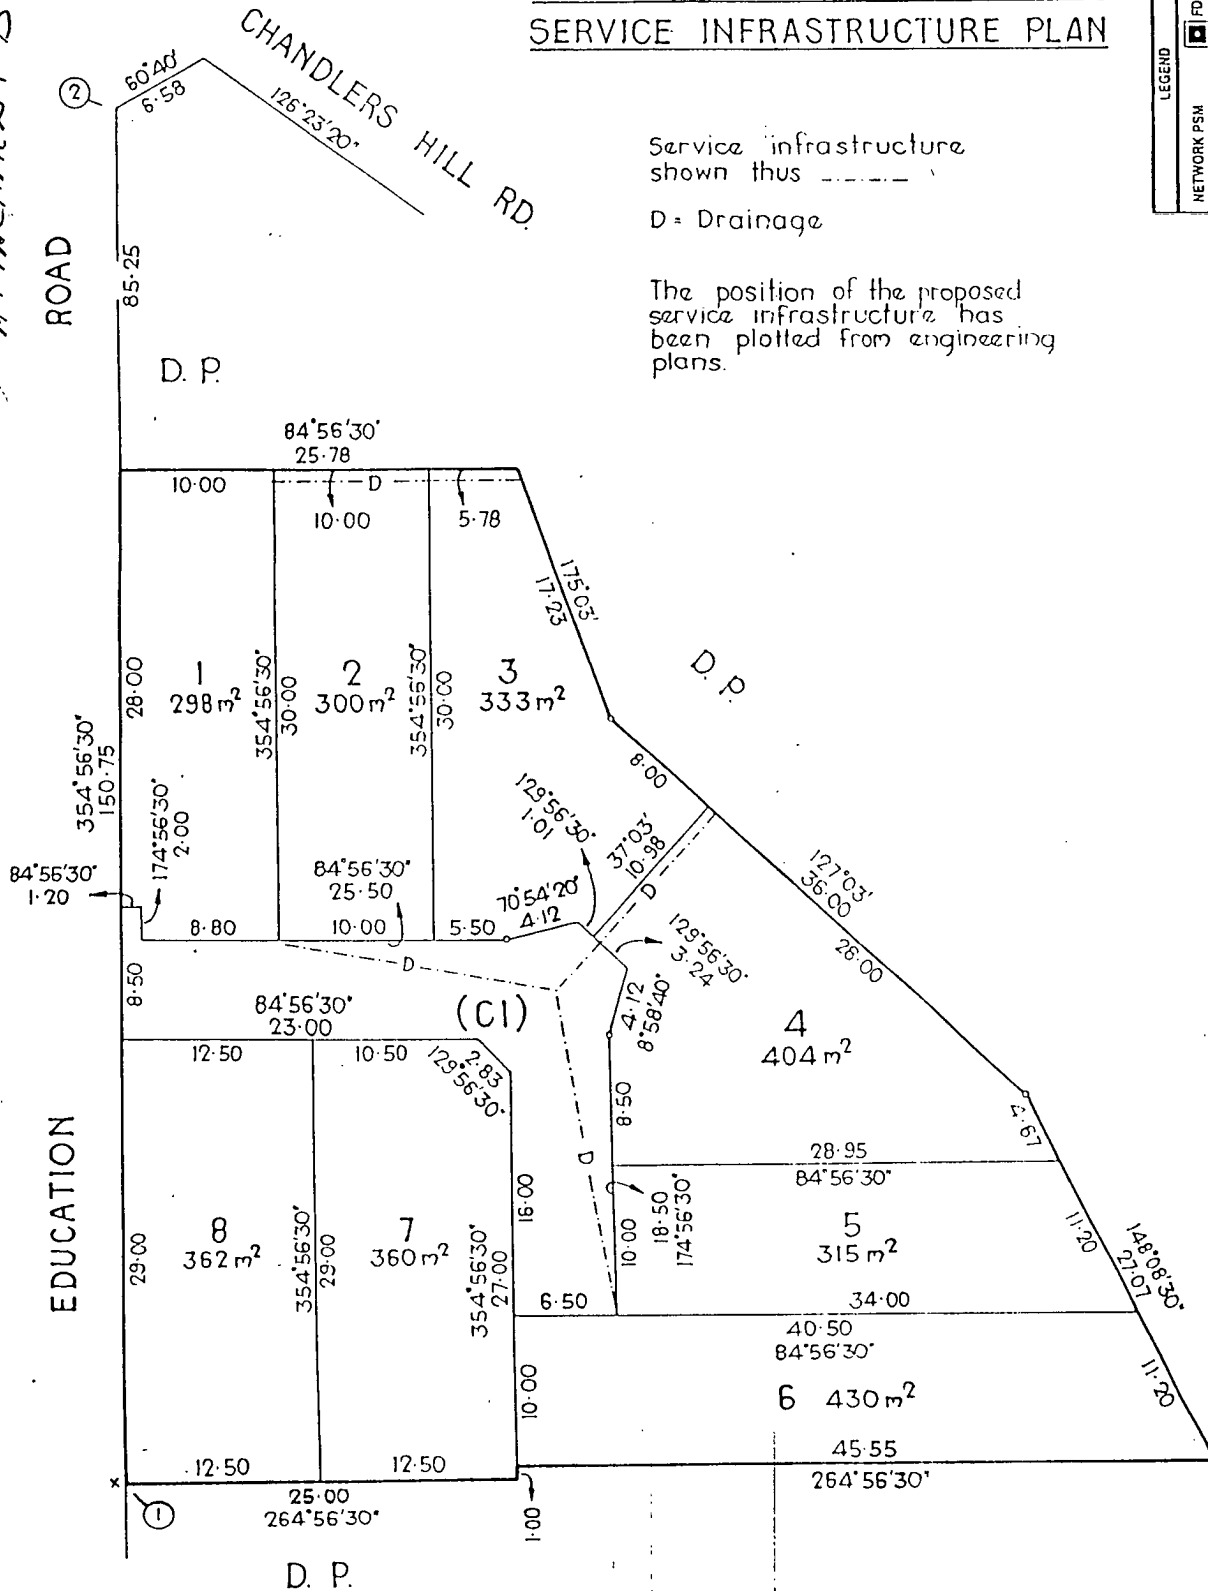 SERVICE INFRASTRUCTURE PLAN
LEGEND
NETWORK PSM
FD
CHANDLERS HILL RD.
2
60°40'
6·58
126°23'20"
Service infrastructure
shown thus
D = Drainage
The position of the proposed
service infrastructure has
been plotted from engineering
plans.
ROAD
85·25
D. P.
84°56'30"
25·78
10·00
D
10·00
5·78
175°03'
17·23
D. P.
28·00
1
298 m²
354°56'30"
30·00
2
300 m²
354°56'30"
30·00
3
333 m²
8·00
354°56'30"
150·75
174°56'30"
2·00
84°56'30"
1·20
129°56'30"
1·01
37°03'
10·98
D
127°03'
36·00
28·00
84°56'30"
25·50
70°54'20"
4·12
8·80
10·00
5·50
129°56'30"
3·24
D
8·50
84°56'30"
23·00
(C1)
4·12
8°58'40"
4
404 m²
12·50
10·50
2·83
129°56'30"
8·50
4·67
28·95
84°56'30"
EDUCATION
D
29·00
8
362 m²
354°56'30"
29·00
7
360 m²
16·00
354°56'30"
27·00
10·00
18·50
174°56'30"
5
315 m²
11·20
148°08'30"
27·07
6·50
34·00
40·50
84°56'30"
10·00
6 430 m²
11·20
12·50
12·50
45·55
264°56'30"
x
1
25·00
264°56'30"
1·00
D. P.